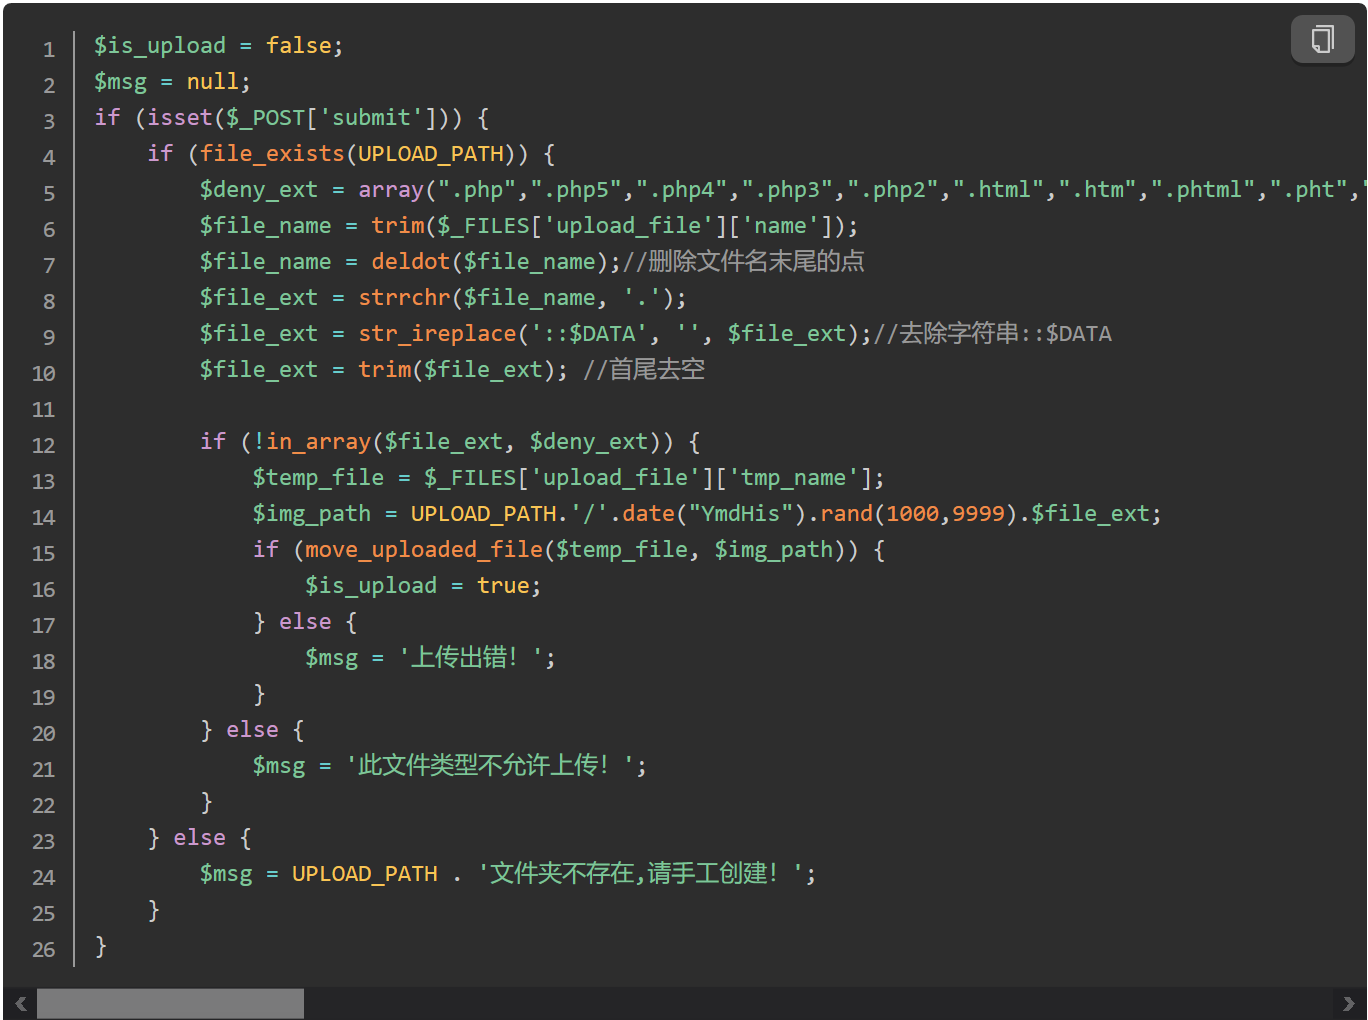 1 $is_upload = false;
2 $msg = null;
3 if (isset($_POST['submit'])) {
4 if (file_exists(UPLOAD_PATH)) {
5 $deny_ext = array(".php",".php5",".php4",".php3",".php2",".html",".htm",".phtml",".pht",
6 $file_name = trim($_FILES['upload_file']['name']);
7 $file_name = deldot($file_name);//删除文件名末尾的点
8 $file_ext = strrchr($file_name, '.');
9 $file_ext = str_ireplace('::$DATA', '', $file_ext);//去除字符串::$DATA
10 $file_ext = trim($file_ext); //首尾去空
11
12 if (!in_array($file_ext, $deny_ext)) {
13 $temp_file = $_FILES['upload_file']['tmp_name'];
14 $img_path = UPLOAD_PATH.'/'.date("YmdHis").rand(1000,9999).$file_ext;
15 if (move_uploaded_file($temp_file, $img_path)) {
16 $is_upload = true;
17 } else {
18 $msg = '上传出错！';
19 }
20 } else {
21 $msg = '此文件类型不允许上传！';
22 }
23 } else {
24 $msg = UPLOAD_PATH . '文件夹不存在,请手工创建！';
25 }
26 }